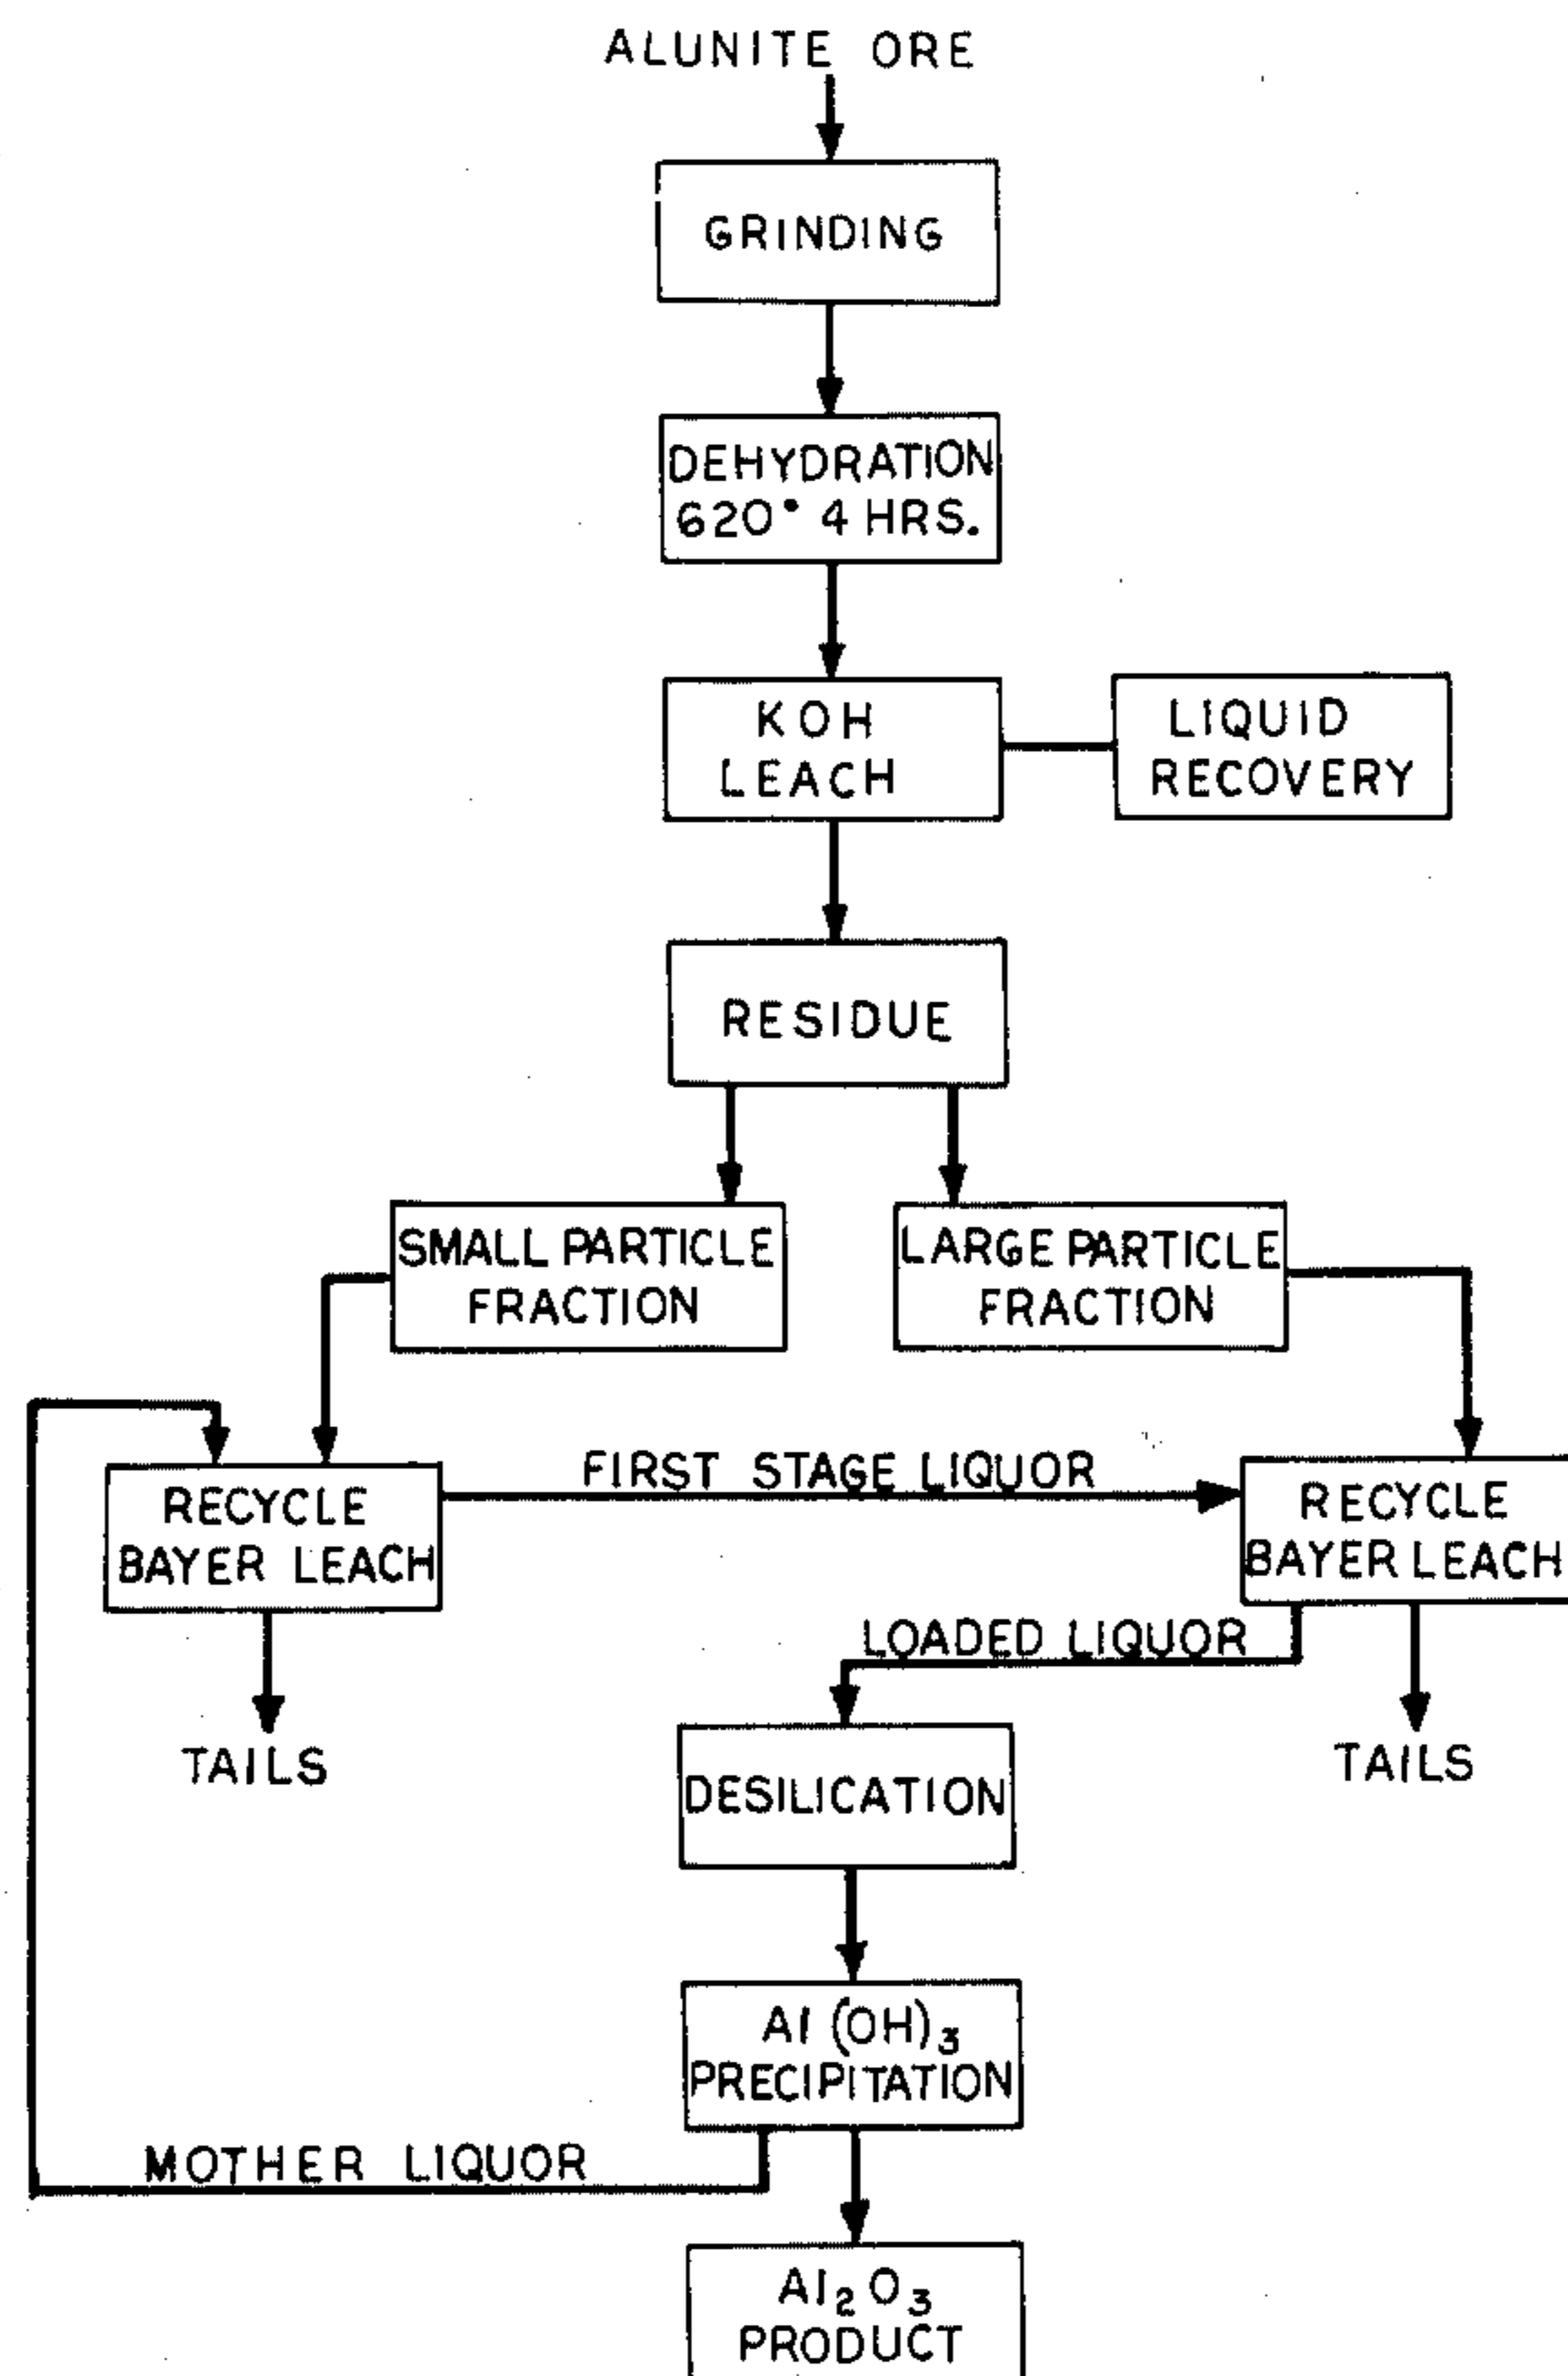 ALUNITE ORE
GRINDING
DEHYDRATION
620° 4 HRS.
KOH
LEACH
LIQUID
RECOVERY
RESIDUE
SMALL PARTICLE
FRACTION
LARGE PARTICLE
FRACTION
FIRST STAGE LIQUOR
RECYCLE
BAYER LEACH
RECYCLE
BAYER LEACH
LOADED LIQUOR
TAILS
TAILS
DESILICATION
Al(OH)₃
PRECIPITATION
MOTHER LIQUOR
Al₂O₃
PRODUCT